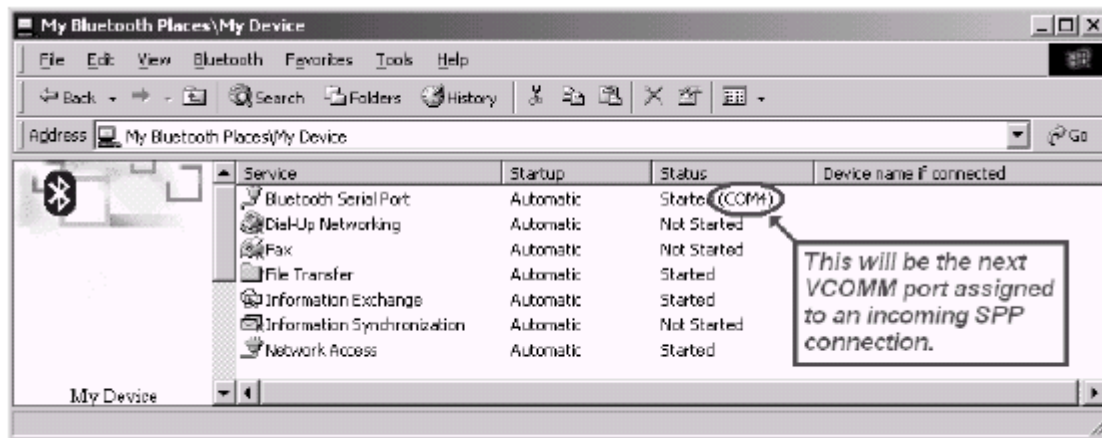 My Bluetooth Places\My Device
File Edit View Bluetooth Favorites Tools Help
Back Search Folders History
Address My Bluetooth Places\My Device Go
Service Startup Status Device name if connected
Bluetooth Serial Port Automatic Started (COM4)
Dial-Up Networking Automatic Not Started
Fax Automatic Not Started
File Transfer Automatic Started
Information Exchange Automatic Started
Information Synchronization Automatic Not Started
Network Access Automatic Started
This will be the next
VCOMM port assigned
to an incoming SPP
connection.
My Device